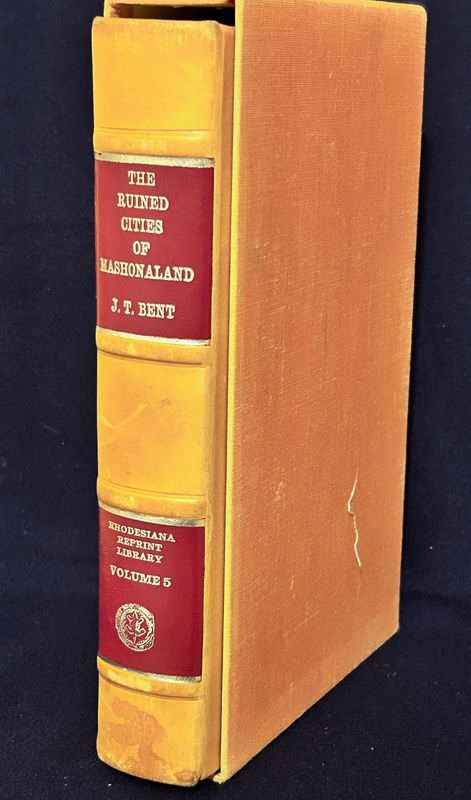 THE
RUINED
CITIES
OF
MASHONALAND
J. T. BENT
RHODESIANA
REPRINT
LIBRARY
VOLUME 5